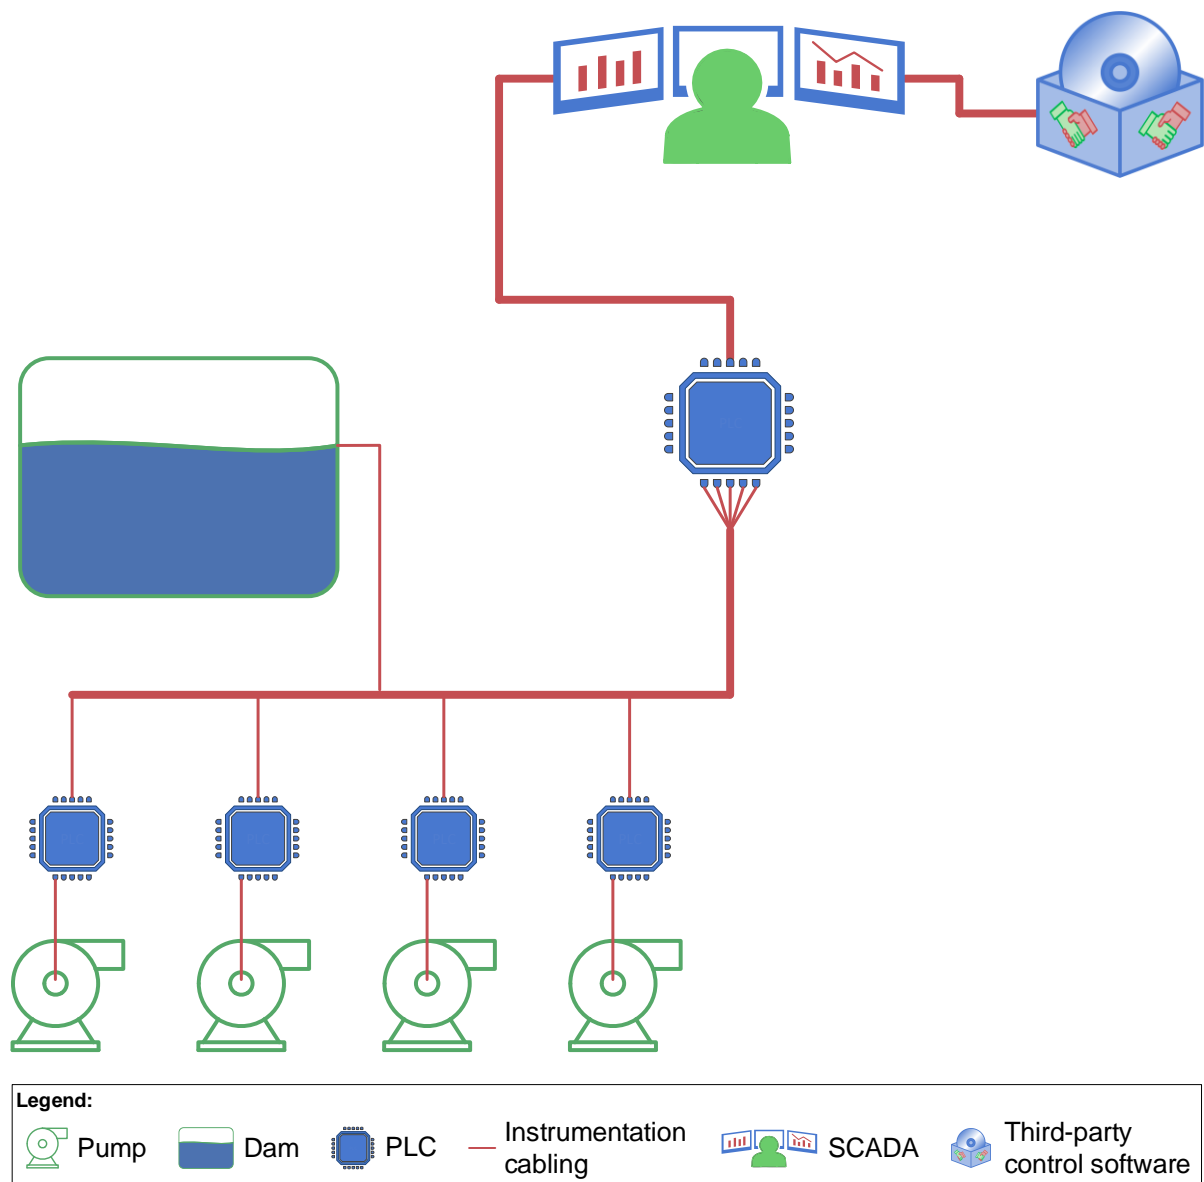 Legend:
Pump
Dam
PLC
Instrumentation
cabling
SCADA
Third-party
control software